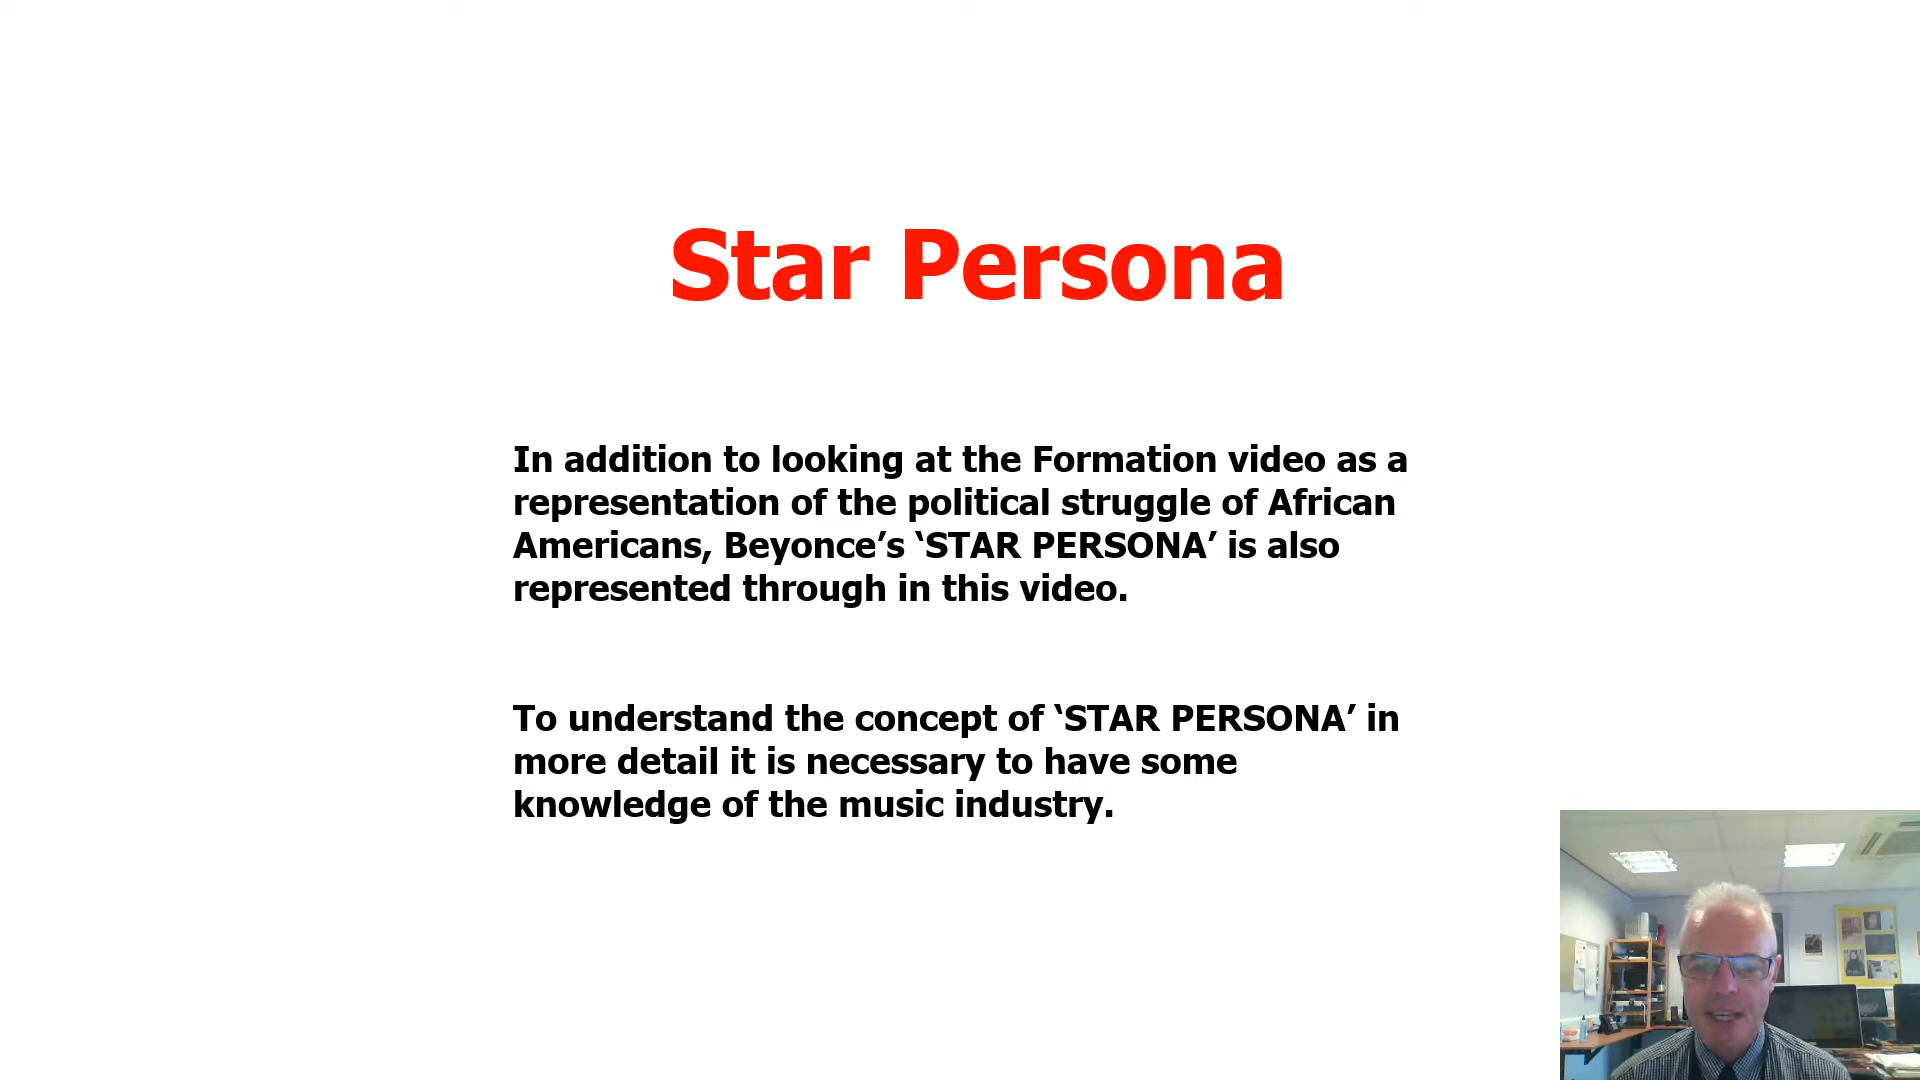 Star Persona
In addition to looking at the Formation video as a
representation of the political struggle of African
Americans, Beyonce’s ‘STAR PERSONA’ is also
represented through in this video.
To understand the concept of ‘STAR PERSONA’ in
more detail it is necessary to have some
knowledge of the music industry.